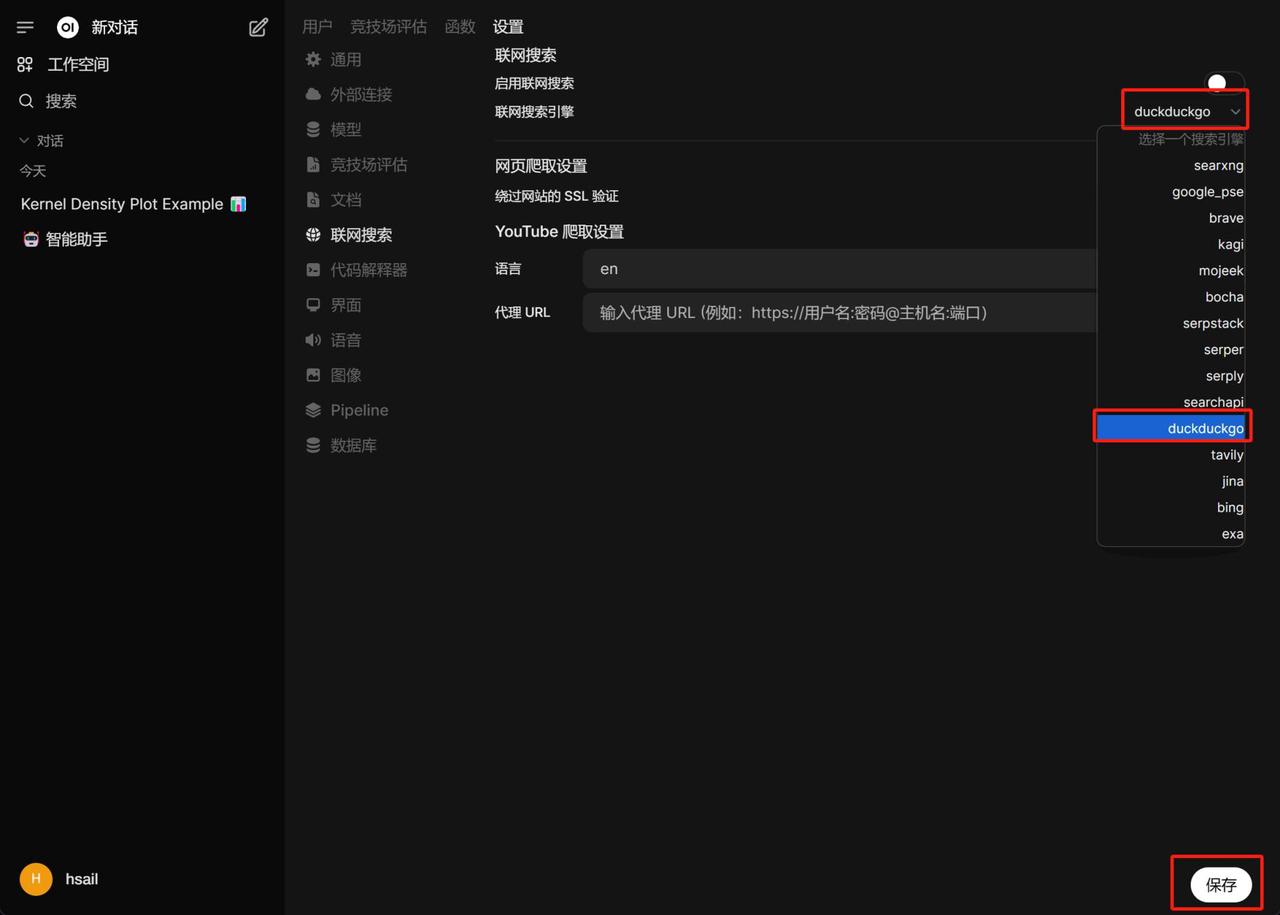 OI 新对话
工作空间
搜索
对话
今天
Kernel Density Plot Example
智能助手
H hsail
用户 竞技场评估 函数 设置
通用
外部连接
模型
竞技场评估
文档
联网搜索
代码解释器
界面
语音
图像
Pipeline
数据库
联网搜索
启用联网搜索
联网搜索引擎 duckduckgo
网页爬取设置
绕过网站的 SSL 验证
YouTube 爬取设置
语言 en
代理 URL 输入代理 URL (例如：https://用户名:密码@主机名:端口)
选择一个搜索引擎
searxng
google_pse
brave
kagi
mojeek
bocha
serpstack
serper
serply
searchapi
duckduckgo
tavily
jina
bing
exa
保存